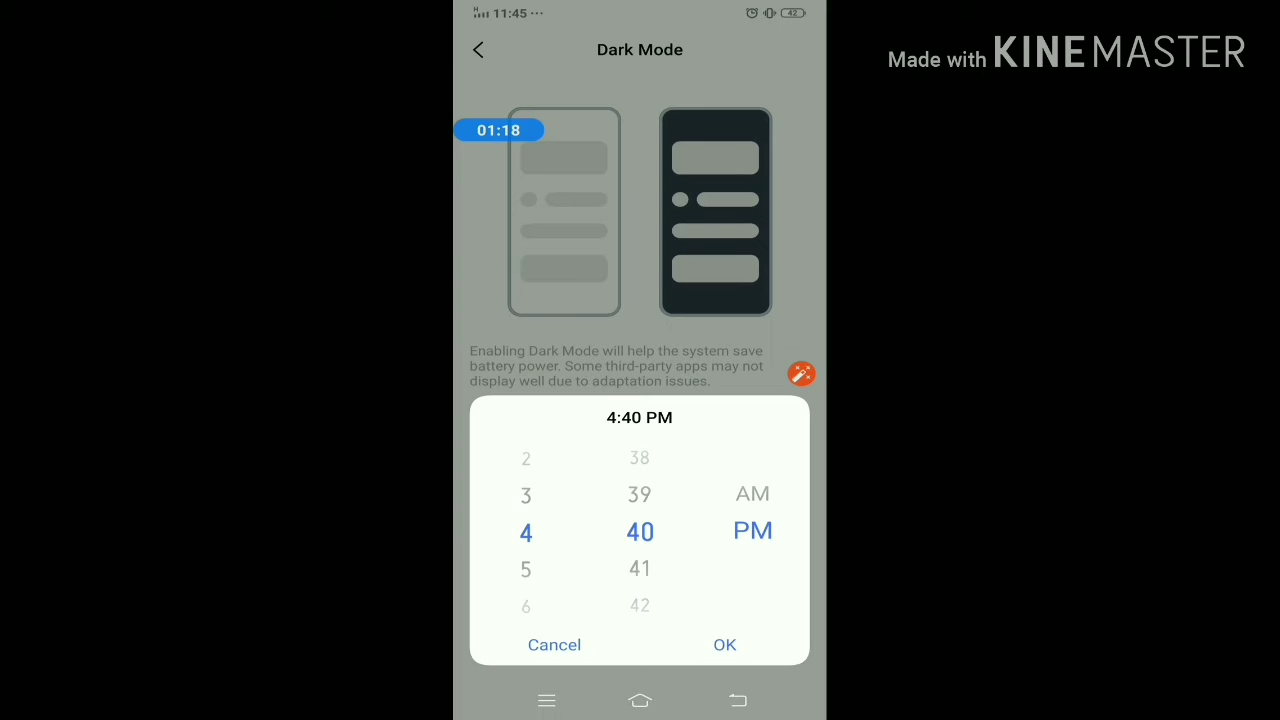 H 11:45 ... 42
Made with KINEMASTER
Dark Mode
01:18
Enabling Dark Mode will help the system save
battery power. Some third-party apps may not
display well due to adaptation issues.
4:40 PM
2 38
3 39 AM
4 40 PM
5 41
6 42
Cancel OK